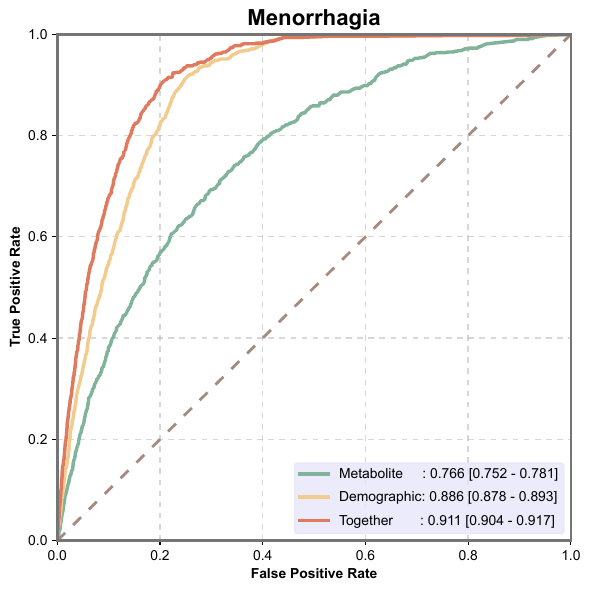 Menorrhagia
True Positive Rate
1.0
0.8
0.6
0.4
0.2
0.0
Metabolite : 0.766 [0.752 - 0.781]
Demographic: 0.886 [0.878 - 0.893]
Together : 0.911 [0.904 - 0.917]
0.0 0.2 0.4 0.6 0.8 1.0
False Positive Rate